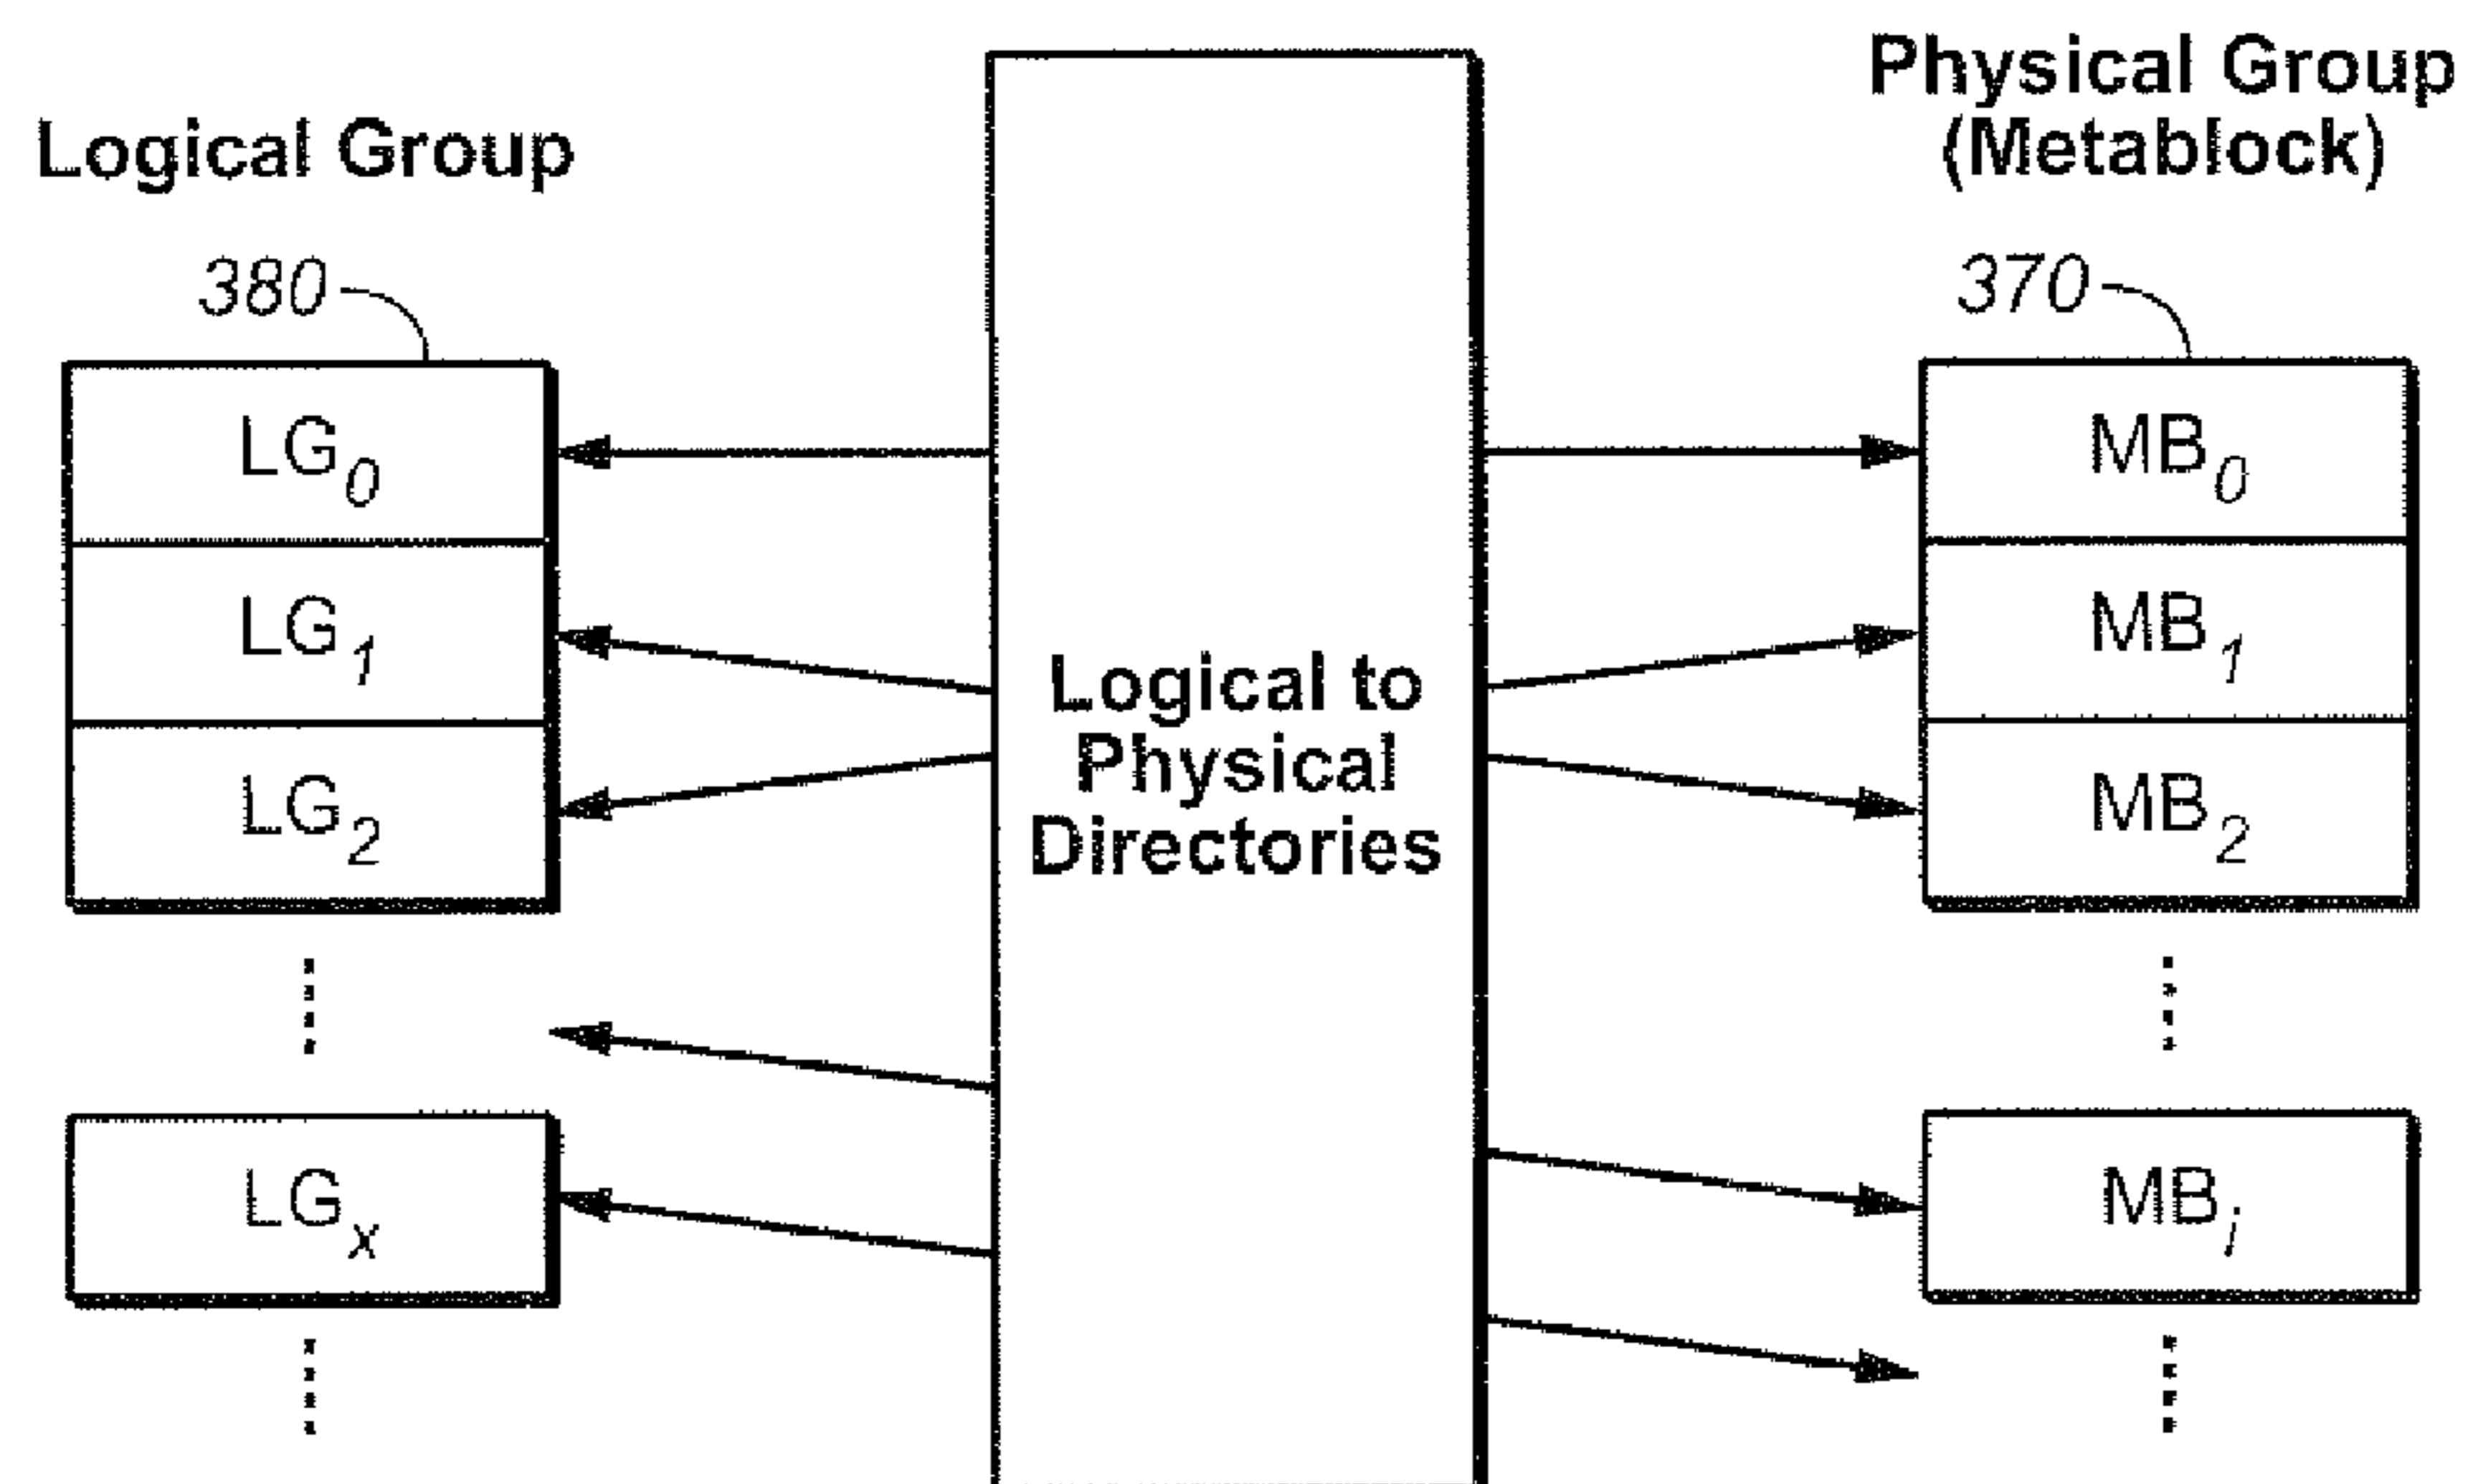 Logical Group
Physical Group
(Metablock)
380
370
LG0
LG1
LG2
LGx
Logical to
Physical
Directories
MB0
MB1
MB2
MBi